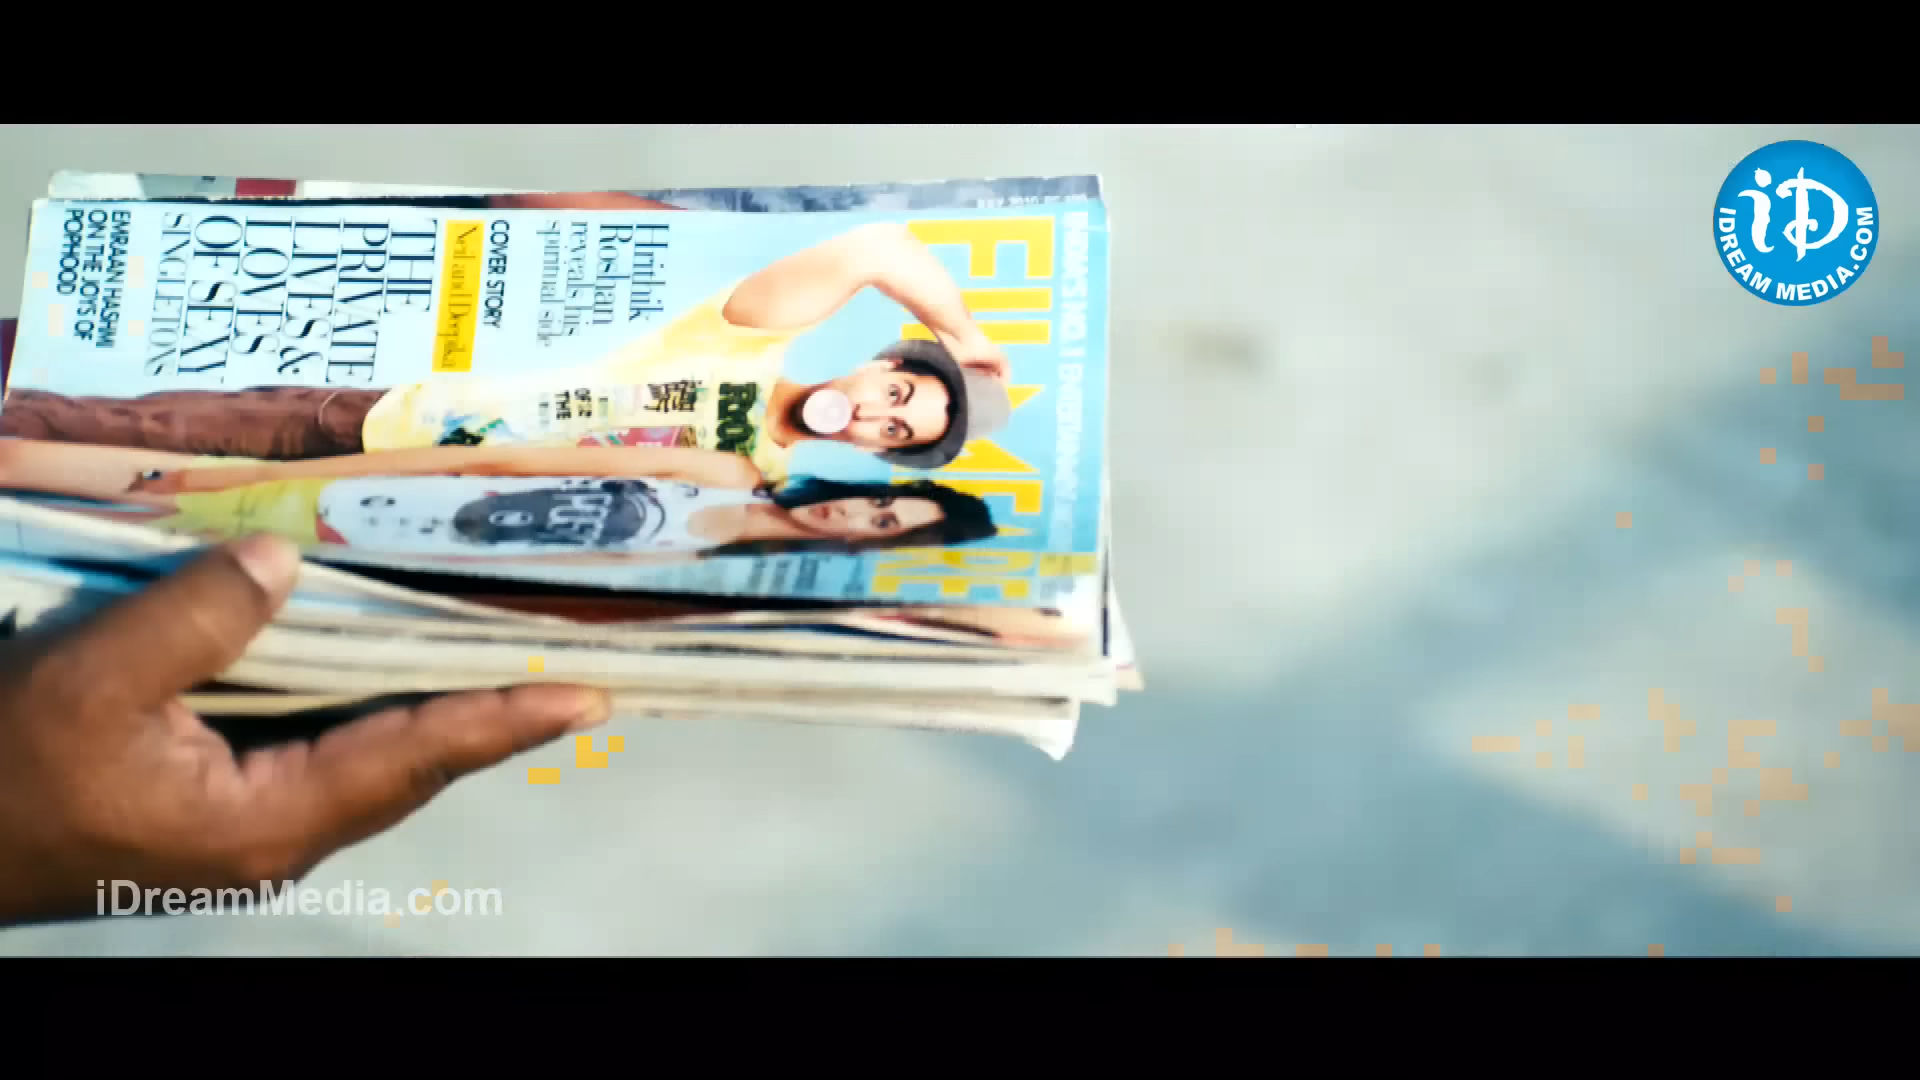 INDIA'S NO.1
FILMFARE
Hrithik
Roshan
reveals his
spiritual side
COVER STORY
Neil and Deepika
THE
PRIVATE
LIVES &
LOVES
OF SEXY
SINGLETONS
EMRAAN HASHMI
ON THE JOYS OF
POPHOOD
iD
IDREAM MEDIA.COM
iDreamMedia.com